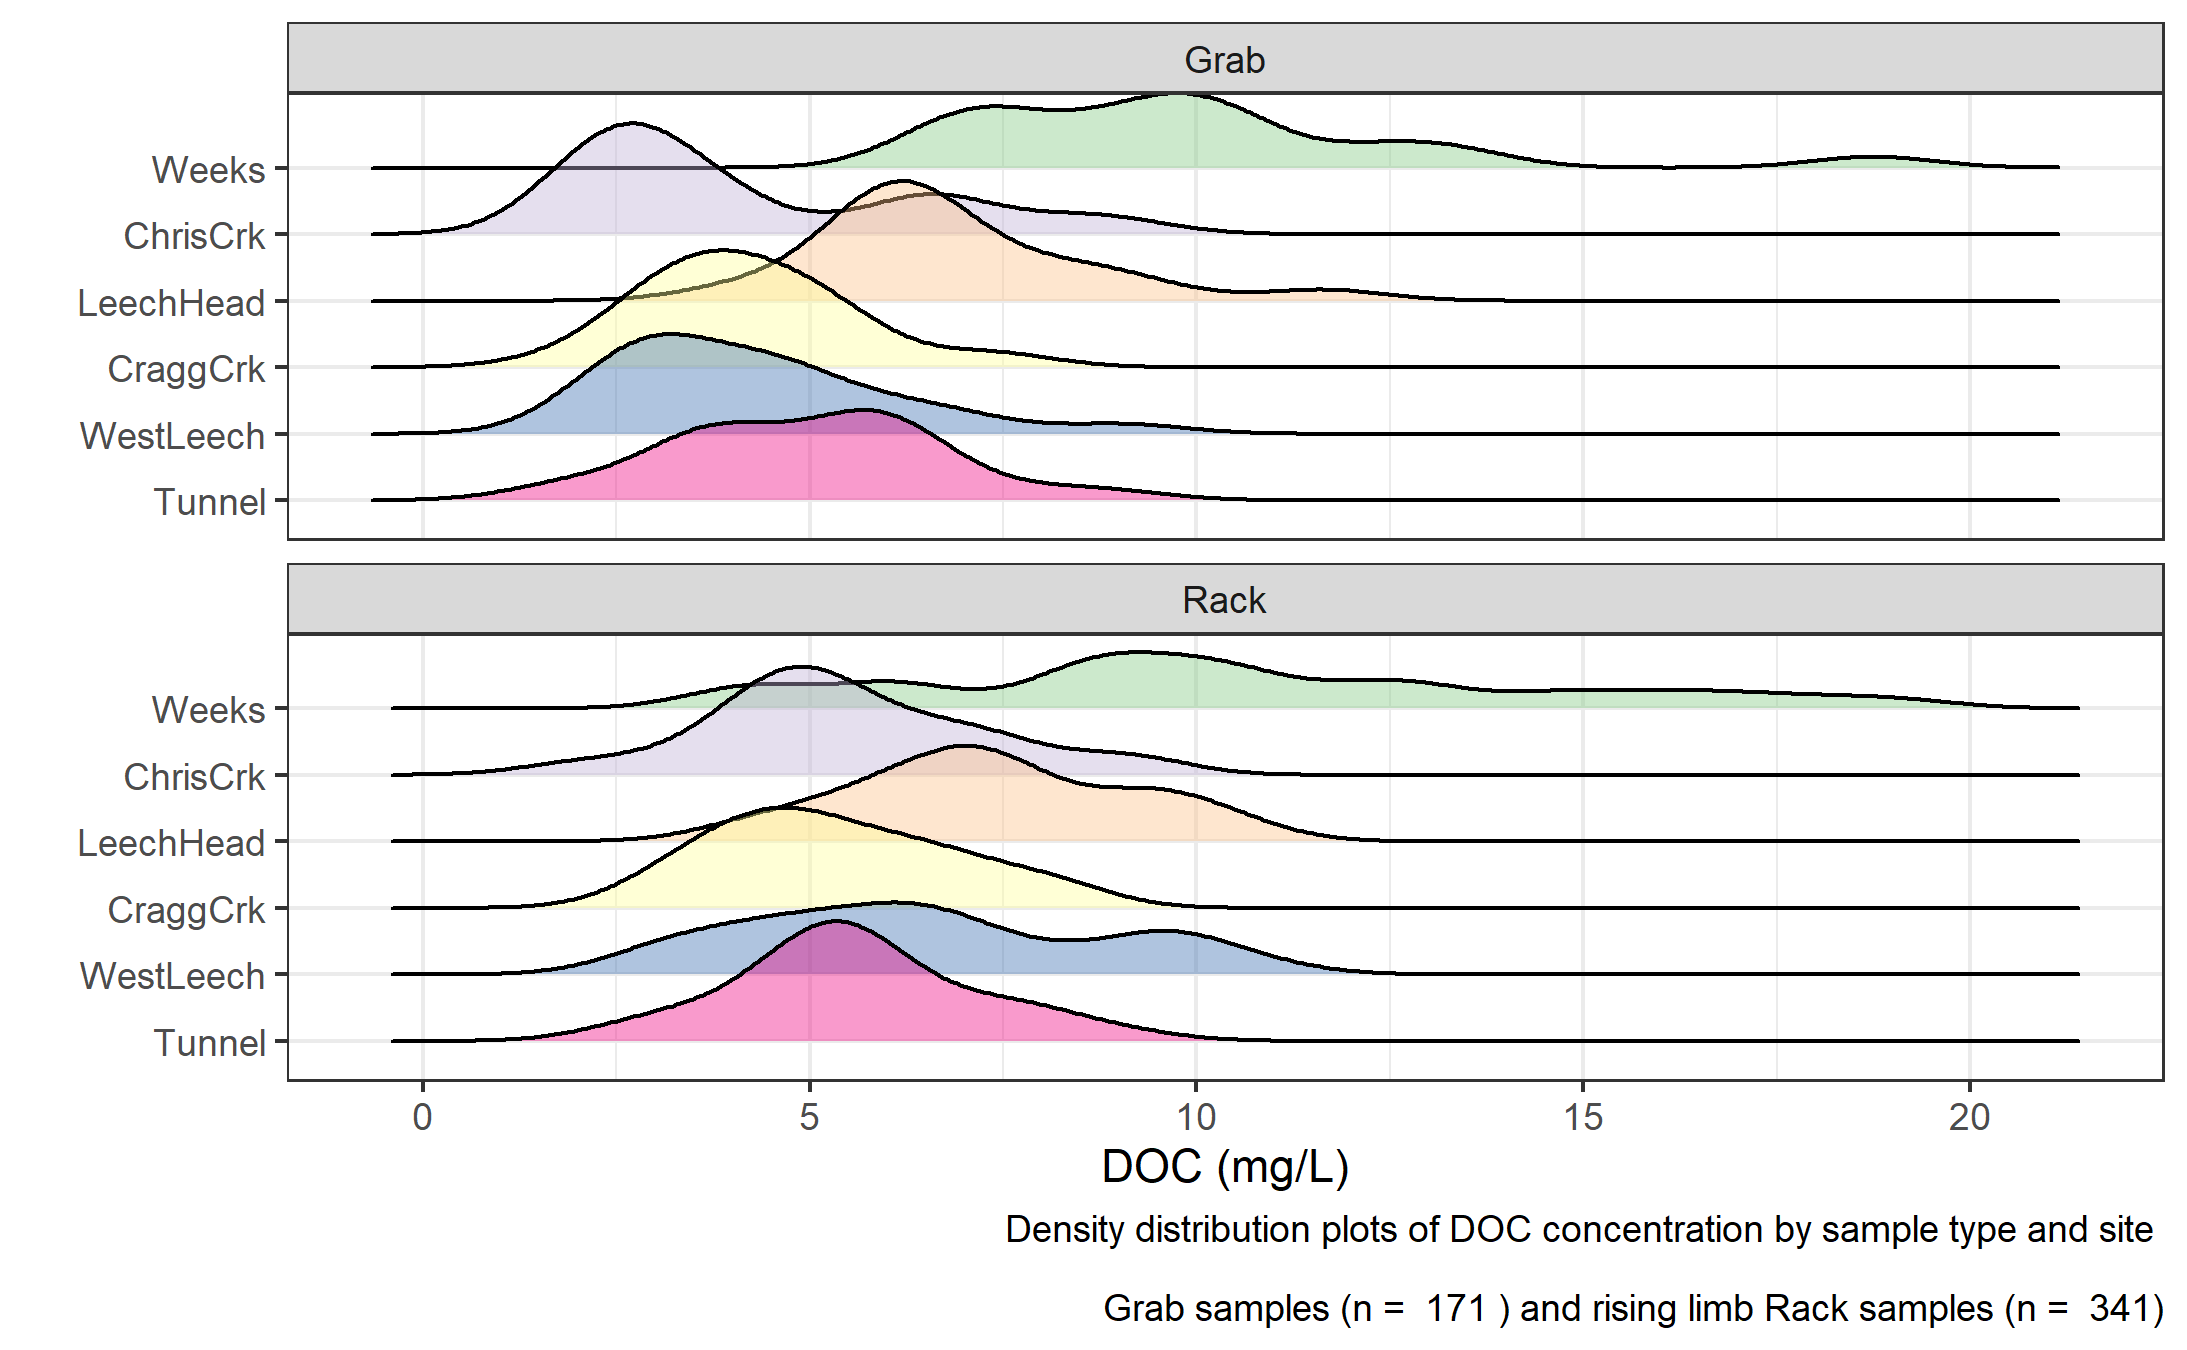 Grab
Weeks
ChrisCrk
LeechHead
CraggCrk
WestLeech
Tunnel
Rack
Weeks
ChrisCrk
LeechHead
CraggCrk
WestLeech
Tunnel
0 5 10 15 20
DOC (mg/L)
Density distribution plots of DOC concentration by sample type and site
Grab samples (n =  171 ) and rising limb Rack samples (n =  341)